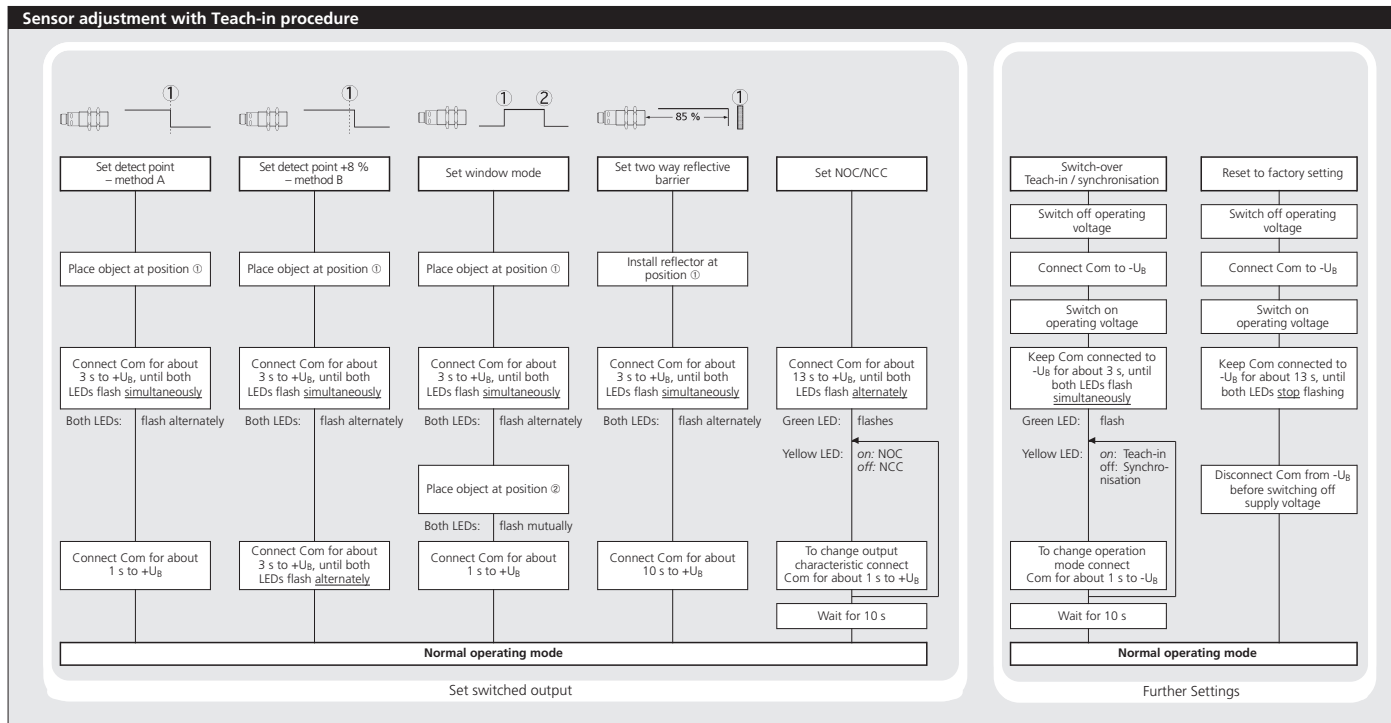 Sensor adjustment with Teach-in procedure
①
Set detect point
– method A
Place object at position ①
Connect Com for about
3 s to +UB, until both
LEDs flash simultaneously
Both LEDs: flash alternately
Connect Com for about
1 s to +UB
①
Set detect point +8 %
– method B
Place object at position ①
Connect Com for about
3 s to +UB, until both
LEDs flash simultaneously
Both LEDs: flash alternately
Connect Com for about
3 s to +UB, until both
LEDs flash alternately
① ②
Set window mode
Place object at position ①
Connect Com for about
3 s to +UB, until both
LEDs flash simultaneously
Both LEDs: flash alternately
Place object at position ②
Both LEDs: flash mutually
Connect Com for about
1 s to +UB
85 % ①
Set two way reflective
barrier
Install reflector at
position ①
Connect Com for about
3 s to +UB, until both
LEDs flash simultaneously
Both LEDs: flash alternately
Connect Com for about
10 s to +UB
Set NOC/NCC
Connect Com for about
13 s to +UB, until both
LEDs flash alternately
Green LED: flashes
Yellow LED: on: NOC
off: NCC
To change output
characteristic connect
Com for about 1 s to +UB
Wait for 10 s
Normal operating mode
Set switched output
Switch-over
Teach-in / synchronisation
Switch off operating
voltage
Connect Com to -UB
Switch on
operating voltage
Keep Com connected to
-UB for about 3 s, until
both LEDs flash
simultaneously
Green LED: flash
Yellow LED: on: Teach-in
off: Synchro-
nisation
To change operation
mode connect
Com for about 1 s to -UB
Wait for 10 s
Reset to factory setting
Switch off operating
voltage
Connect Com to -UB
Switch on
operating voltage
Keep Com connected to
-UB for about 13 s, until
both LEDs stop flashing
Disconnect Com from -UB
before switching off
supply voltage
Normal operating mode
Further Settings